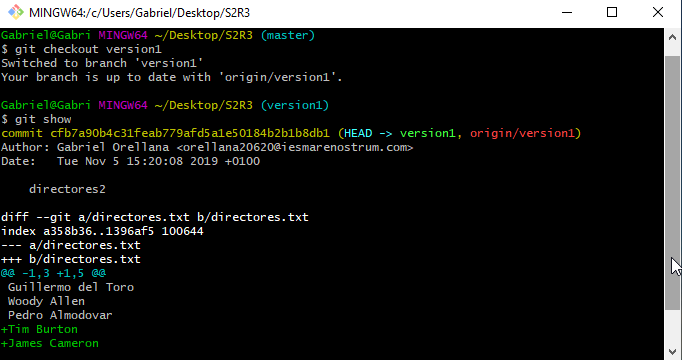 MINGW64:/c/Users/Gabriel/Desktop/S2R3
Gabriel@Gabri MINGW64 ~/Desktop/S2R3 (master)
$ git checkout version1
Switched to branch 'version1'
Your branch is up to date with 'origin/version1'.
Gabriel@Gabri MINGW64 ~/Desktop/S2R3 (version1)
$ git show
commit cfb7a90b4c31feab779afd5a1e50184b2b1b8db1 (HEAD -> version1, origin/version1)
Author: Gabriel Orellana <orellana20620@iesmarenostrum.com>
Date:   Tue Nov 5 15:20:08 2019 +0100
    directores2
diff --git a/directores.txt b/directores.txt
index a358b36..1396af5 100644
--- a/directores.txt
+++ b/directores.txt
@@ -1,3 +1,5 @@
 Guillermo del Toro
 Woody Allen
 Pedro Almodovar
+Tim Burton
+James Cameron